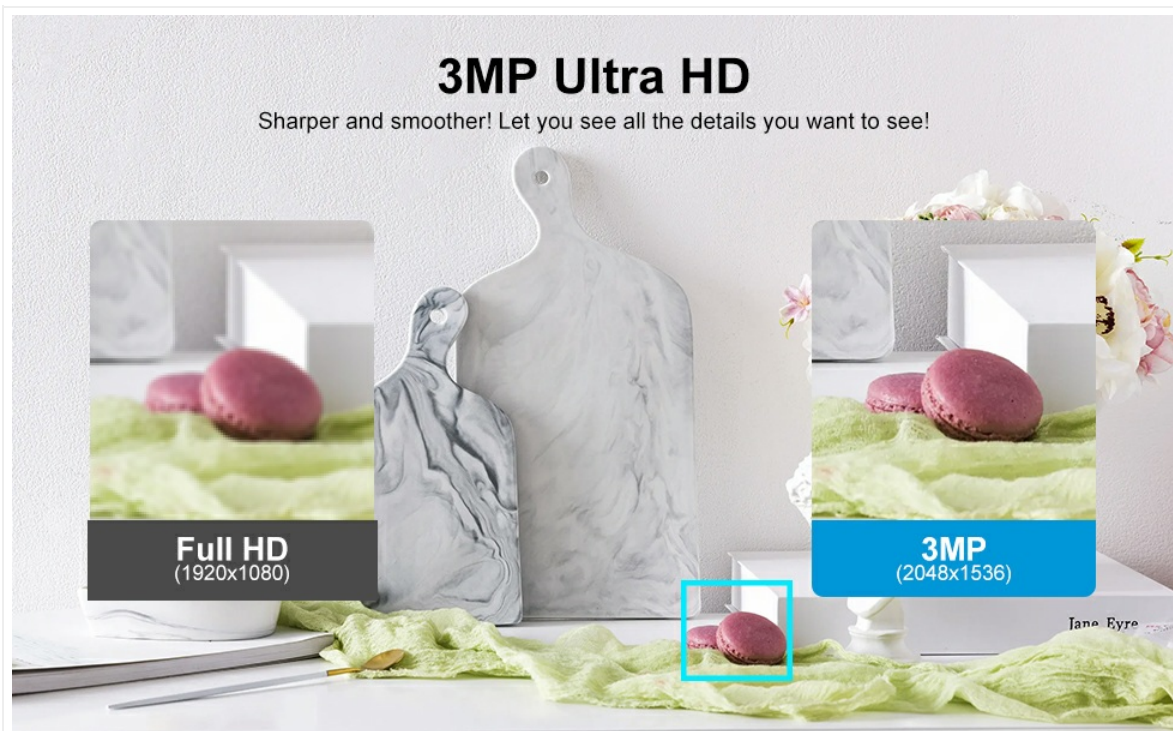 3MP Ultra HD
Sharper and smoother! Let you see all the details you want to see!
Full HD
(1920x1080)
3MP
(2048x1536)
Jane Eyre